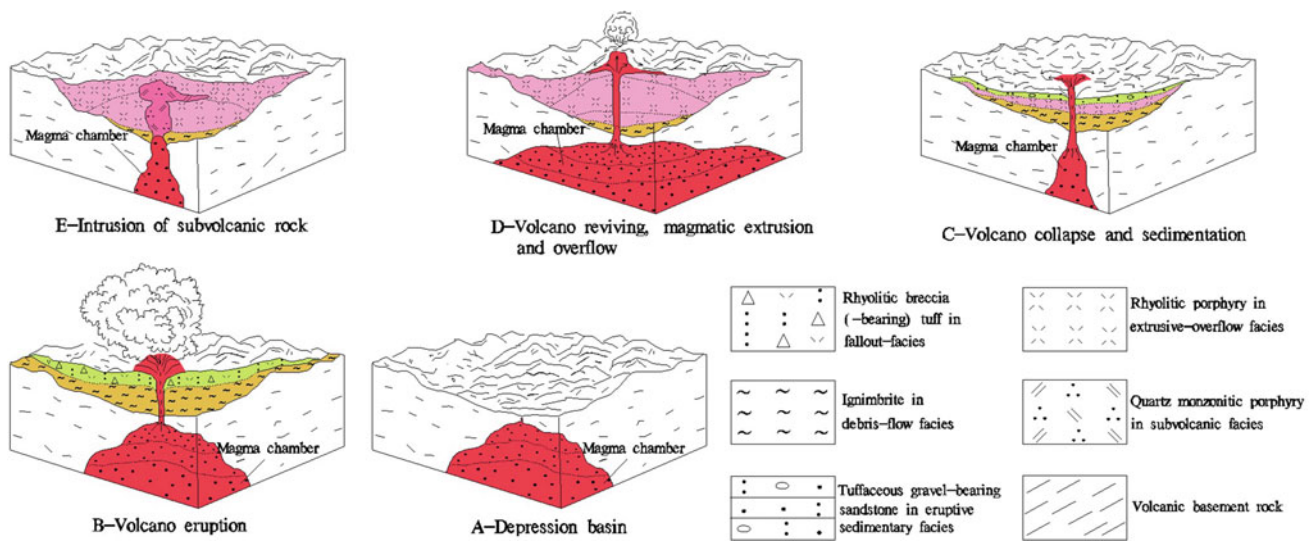 Magma chamber
E-Intrusion of subvolcanic rock
Magma chamber
D-Volcano reviving, magmatic extrusion
and overflow
Magma chamber
C-Volcano collapse and sedimentation
Magma chamber
B-Volcano eruption
Magma chamber
A-Depression basin
Rhyolitic breccia
(-bearing) tuff in
fallout-facies
Rhyolitic porphyry in
extrusive-overflow facies
Ignimbrite in
debris-flow facies
Quartz monzonitic porphyry
in subvolcanic facies
Tuffaceous gravel-bearing
sandstone in eruptive
sedimentary facies
Volcanic basement rock